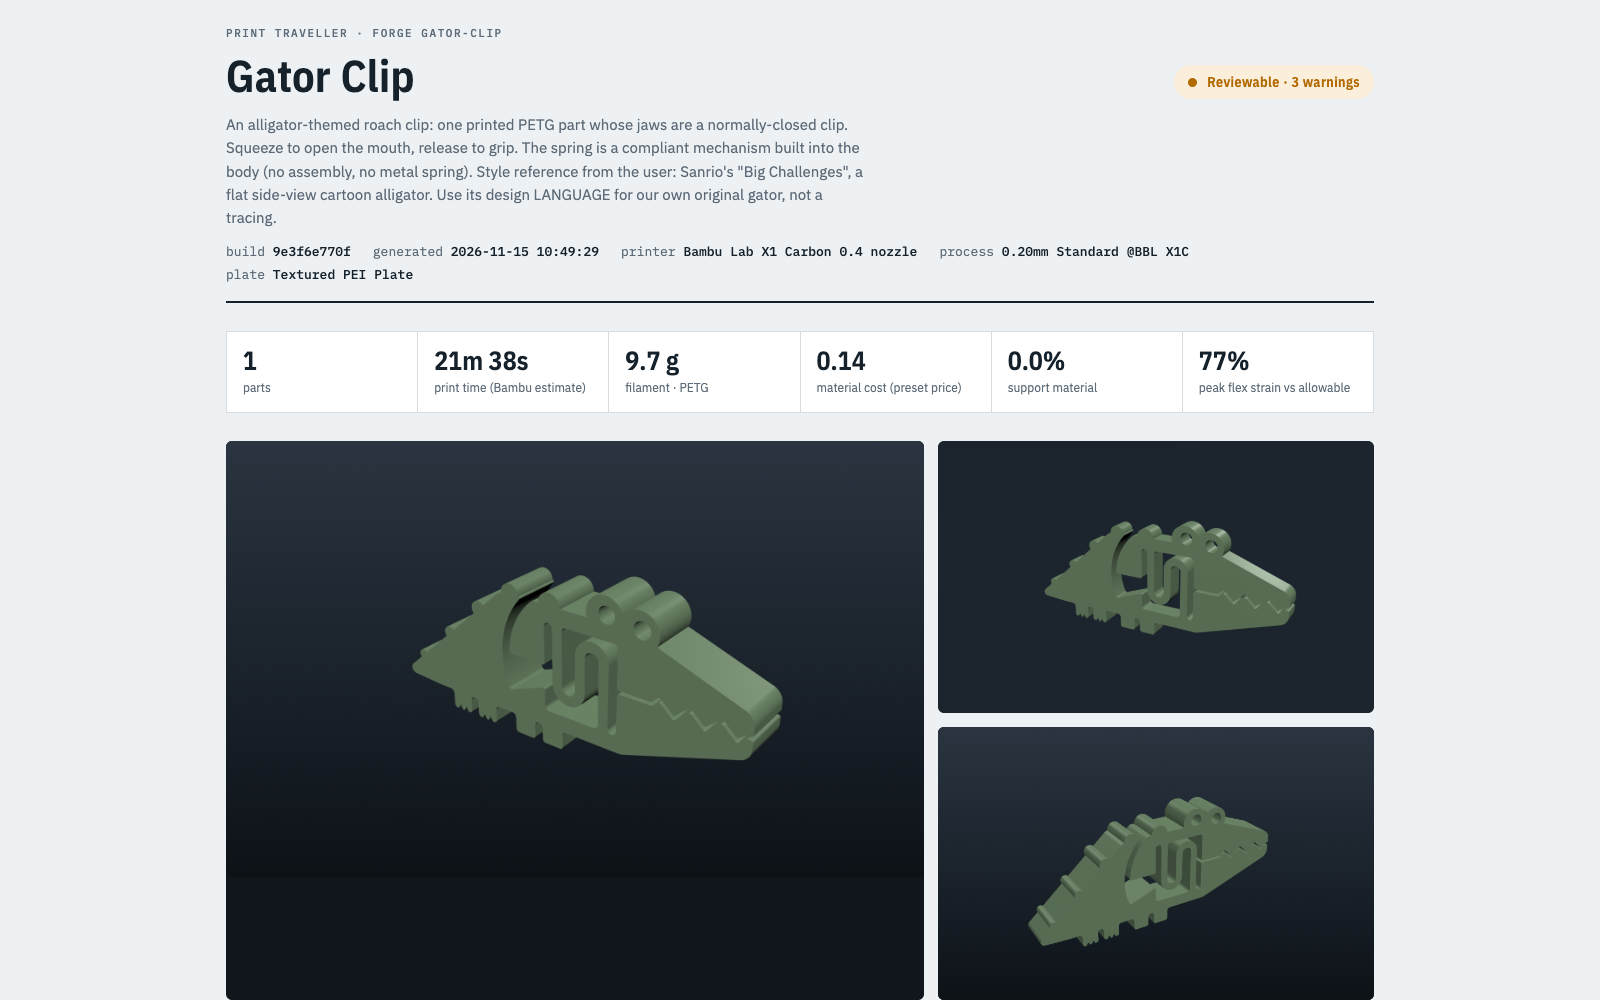 PRINT TRAVELLER · FORGE GATOR-CLIP
Gator Clip
Reviewable · 3 warnings
An alligator-themed roach clip: one printed PETG part whose jaws are a normally-closed clip.
Squeeze to open the mouth, release to grip. The spring is a compliant mechanism built into the
body (no assembly, no metal spring). Style reference from the user: Sanrio's "Big Challenges", a
flat side-view cartoon alligator. Use its design LANGUAGE for our own original gator, not a
tracing.
build 9e3f6e770f generated 2026-11-15 10:49:29 printer Bambu Lab X1 Carbon 0.4 nozzle process 0.20mm Standard @BBL X1C
plate Textured PEI Plate
1
parts
21m 38s
print time (Bambu estimate)
9.7 g
filament · PETG
0.14
material cost (preset price)
0.0%
support material
77%
peak flex strain vs allowable